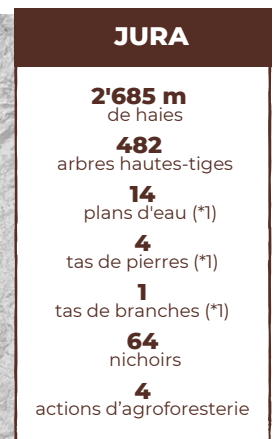 JURA
2'685 m
de haies
482
arbres hautes-tiges
14
plans d'eau (*1)
4
tas de pierres (*1)
1
tas de branches (*1)
64
nichoirs
4
actions d’agroforesterie